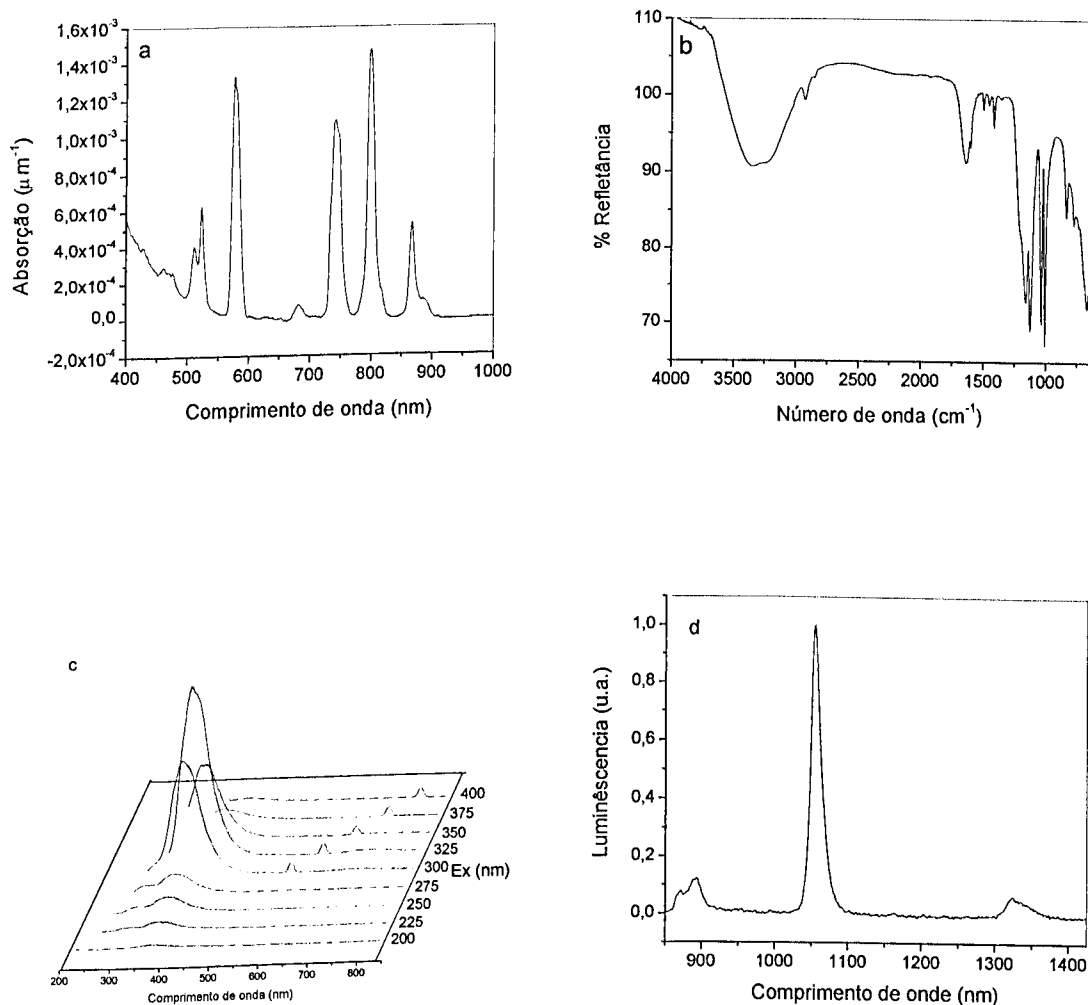 a
1,6x10⁻³
1,4x10⁻³
1,2x10⁻³
1,0x10⁻³
8,0x10⁻⁴
6,0x10⁻⁴
4,0x10⁻⁴
2,0x10⁻⁴
0,0
-2,0x10⁻⁴
Absorção (μ m⁻¹)
400 500 600 700 800 900 1000
Comprimento de onda (nm)
b
110
100
90
80
70
% Refletância
4000 3500 3000 2500 2000 1500 1000
Número de onda (cm⁻¹)
c
400
375
350
325
300
275
250
225
200
Ex (nm)
200 300 400 500 600 700 800
Comprimento de onda (nm)
d
1,0
0,8
0,6
0,4
0,2
0,0
Luminêscencia (u.a.)
900 1000 1100 1200 1300 1400
Comprimento de onde (nm)